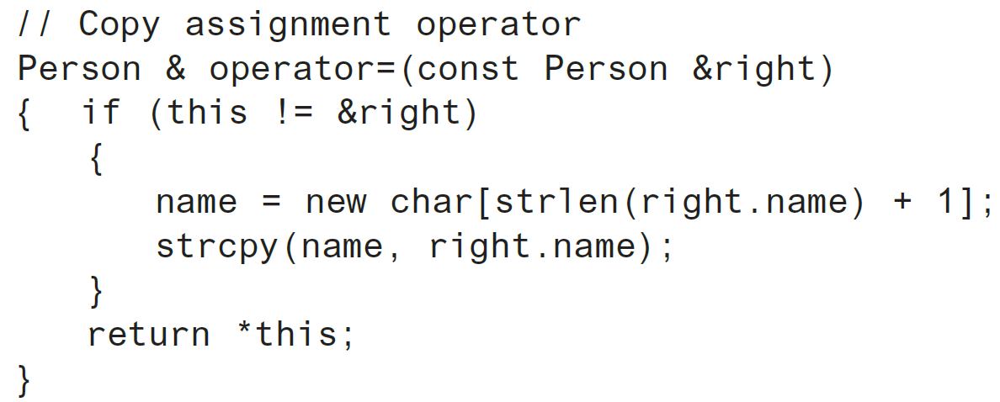 // Copy assignment operator
Person & operator=(const Person &right)
{  if (this != &right)
   {
      name = new char[strlen(right.name) + 1];
      strcpy(name, right.name);
   }
   return *this;
}